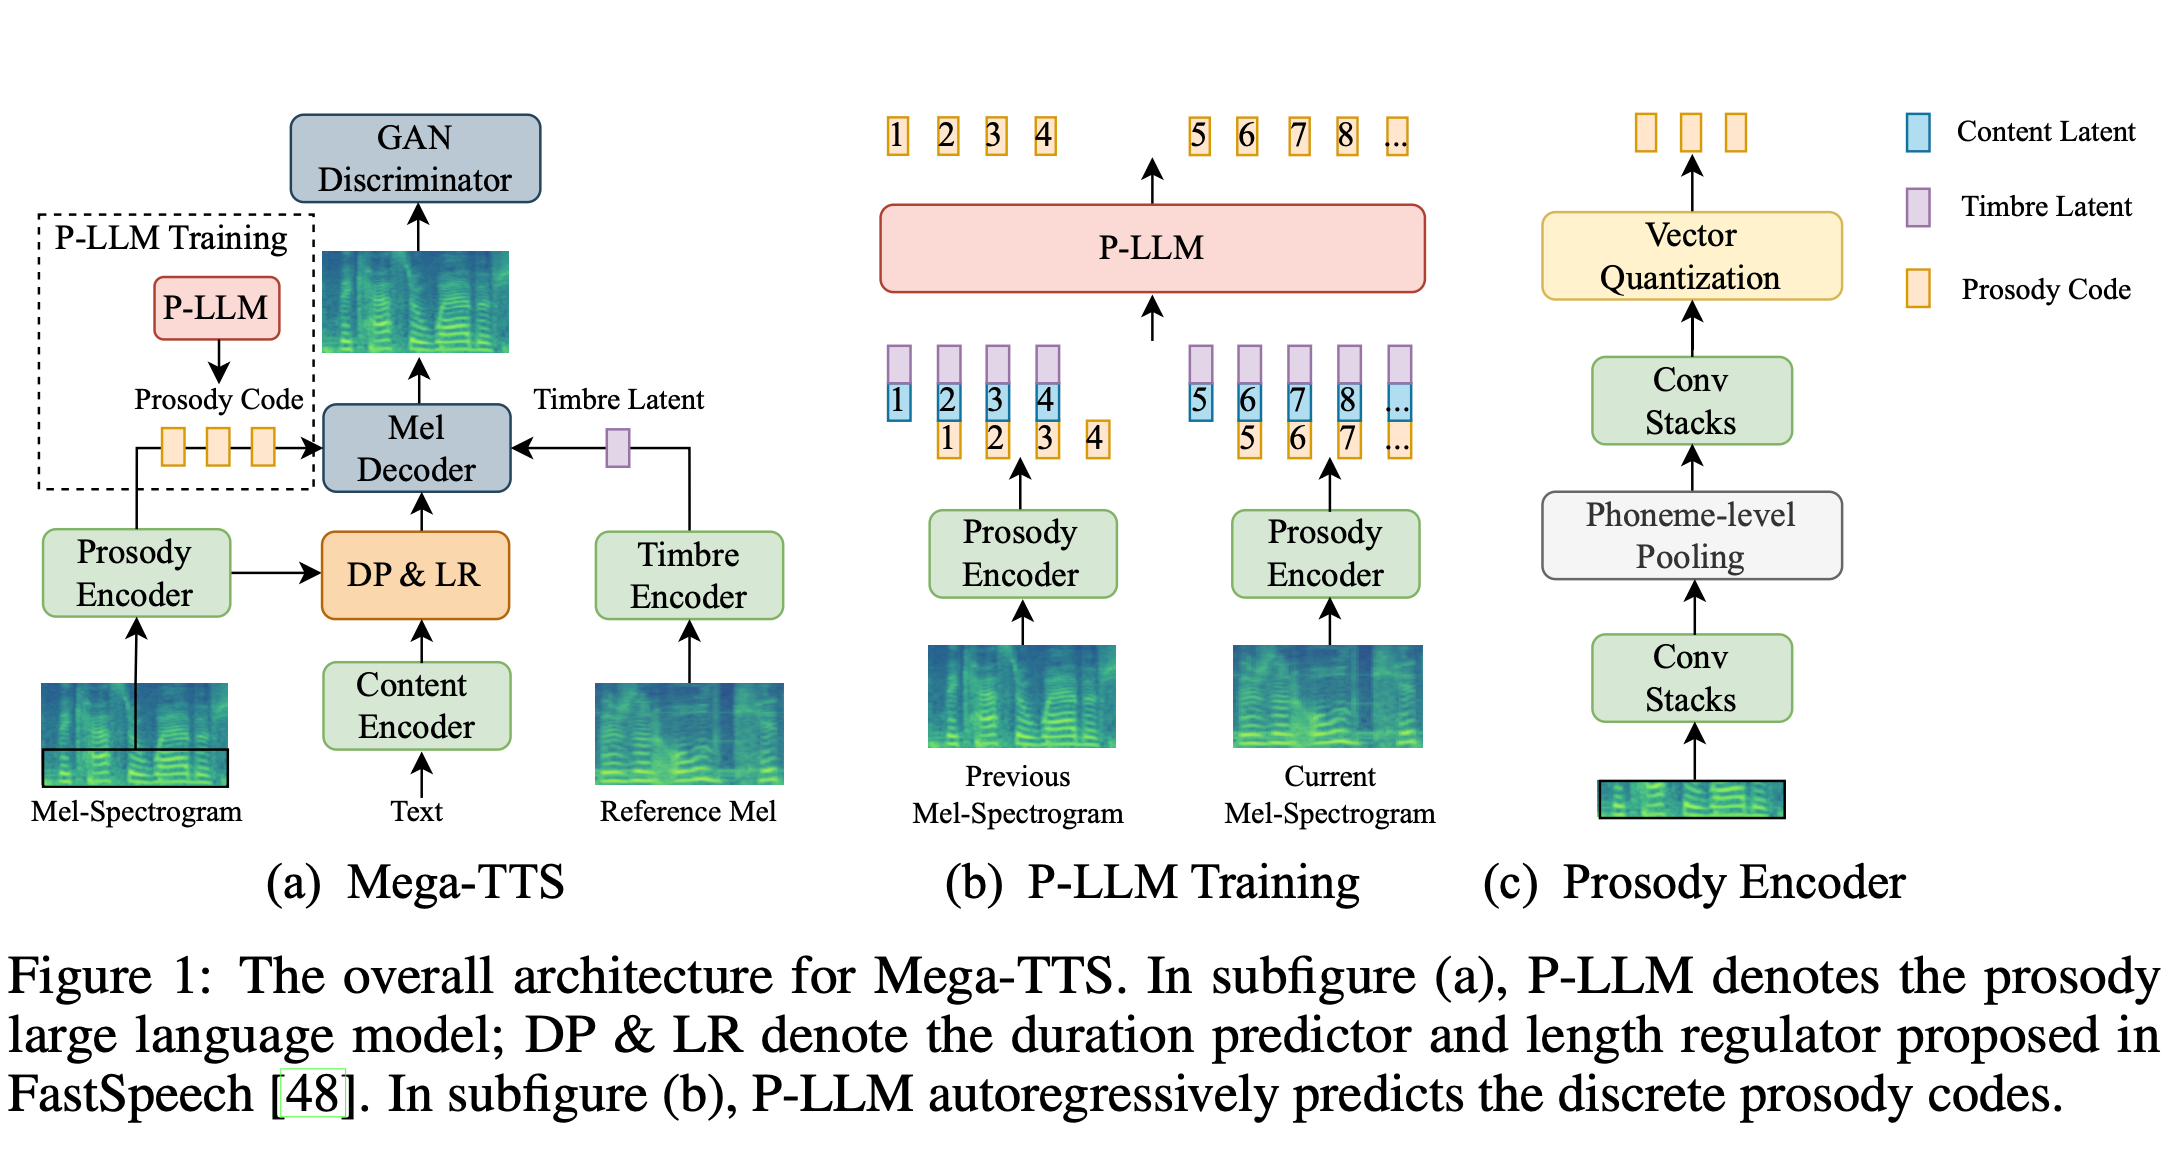 GAN
Discriminator
P-LLM Training
P-LLM
Prosody Code
Timbre Latent
Mel
Decoder
Prosody
Encoder
DP & LR
Timbre
Encoder
Content
Encoder
Mel-Spectrogram
Text
Reference Mel
(a) Mega-TTS
1 2 3 4 5 6 7 8 ...
P-LLM
1 2 3 4 5 6 7 8 ...
1 2 3 4 5 6 7 ...
Prosody
Encoder
Prosody
Encoder
Previous
Mel-Spectrogram
Current
Mel-Spectrogram
(b) P-LLM Training
Vector
Quantization
Conv
Stacks
Phoneme-level
Pooling
Conv
Stacks
(c) Prosody Encoder
Content Latent
Timbre Latent
Prosody Code
Figure 1: The overall architecture for Mega-TTS. In subfigure (a), P-LLM denotes the prosody
large language model; DP & LR denote the duration predictor and length regulator proposed in
FastSpeech [48]. In subfigure (b), P-LLM autoregressively predicts the discrete prosody codes.